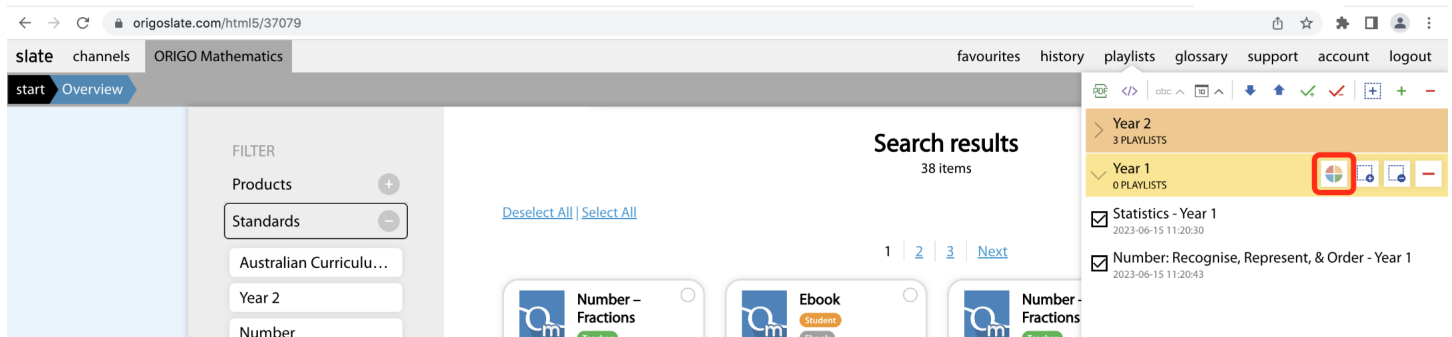 origoslate.com/html5/37079
slate channels ORIGO Mathematics favourites history playlists glossary support account logout
start Overview
PDF </> abc 10
Year 2
3 PLAYLISTS
Year 1
0 PLAYLISTS
Statistics - Year 1
2023-06-15 11:20:30
Number: Recognise, Represent, & Order - Year 1
2023-06-15 11:20:43
FILTER
Products
Standards
Australian Curriculu...
Year 2
Number
Search results
38 items
Deselect All | Select All
1 2 3 Next
Number –
Fractions
Om
Ebook
Student
Om
Number -
Fractions
Om